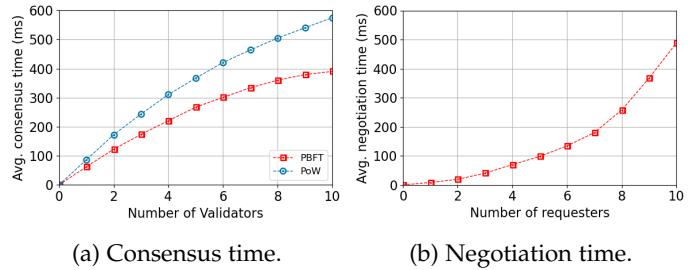 600
500
400
300
200
100
0
Avg. consensus time (ms)
PBFT
PoW
0 2 4 6 8 10
Number of Validators
(a) Consensus time.
600
500
400
300
200
100
0
Avg. negotiation time (ms)
0 2 4 6 8 10
Number of requesters
(b) Negotiation time.